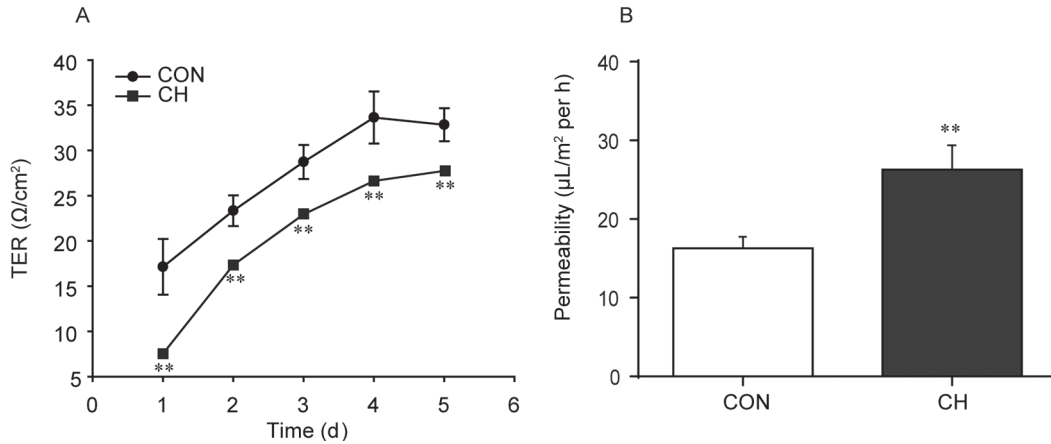 A
TER (Ω/cm²)
40
35
30
25
20
15
10
5
CON
CH
**
**
**
**
**
0
1
2
3
4
5
6
Time (d)
B
Permeability (μL/m² per h)
40
30
20
10
0
**
CON
CH